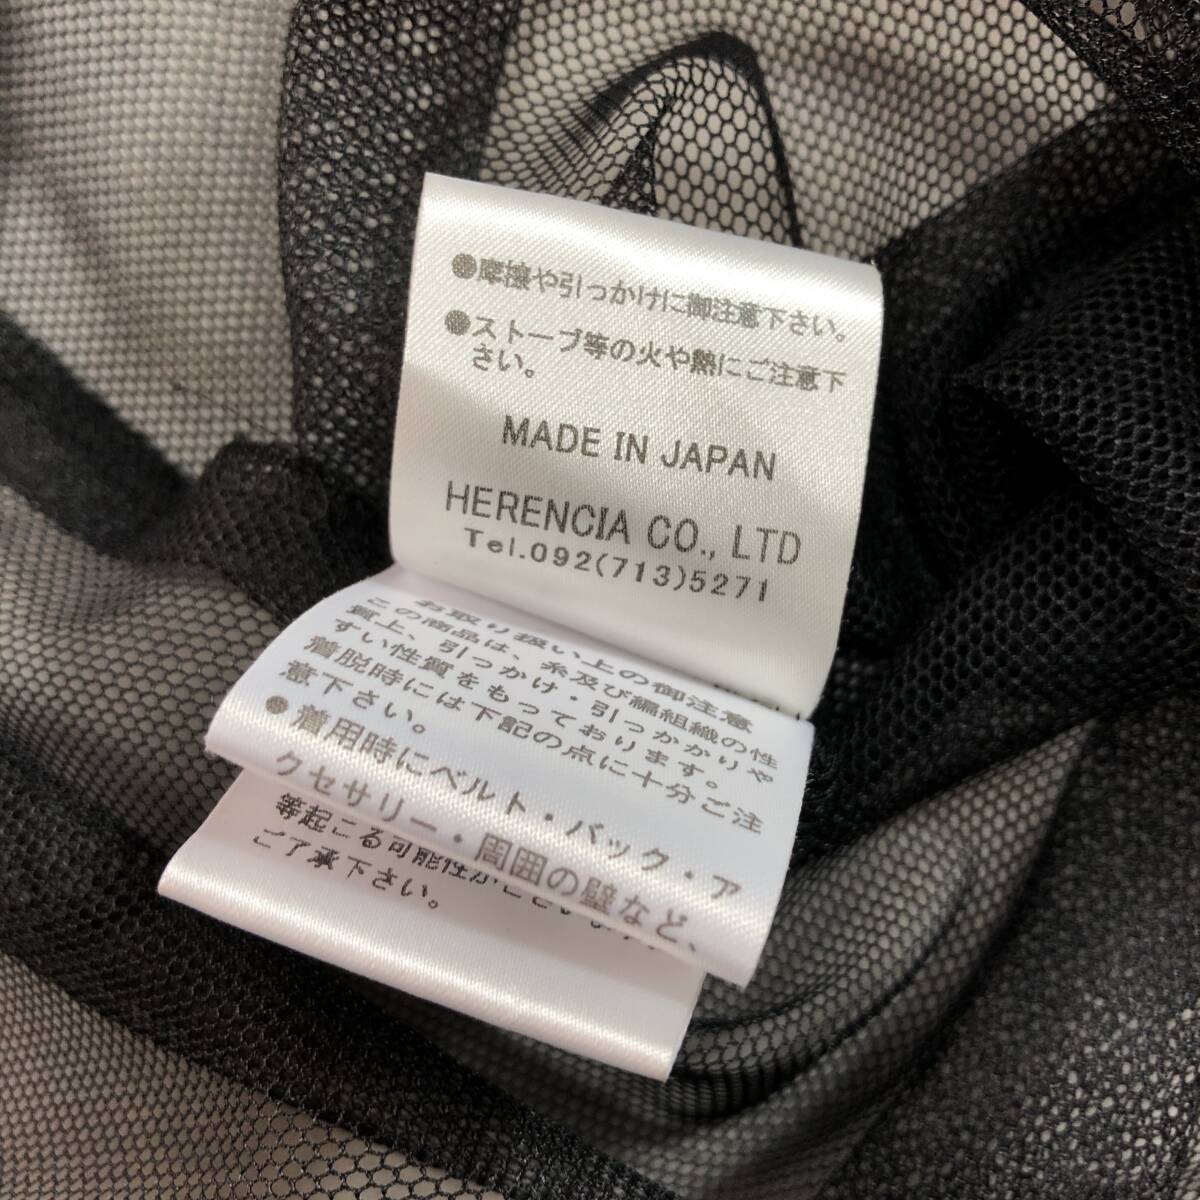 ●摩擦や引っかけに御注意下さい。
●ストーブ等の火や熱にご注意下
さい。
MADE IN JAPAN
HERENCIA CO., LTD
Tel.092(713)5271
お取り扱い上の御注意
この商品は、糸及び編組織の性
質上、引っかけ・引っかかりや
すい性質をもっております。
着脱時には下記の点に十分ご注
意下さい。
●着用時にベルト・バック・ア
クセサリー・周囲の壁など、
等起こる可能性がございます。
ご了承下さい。